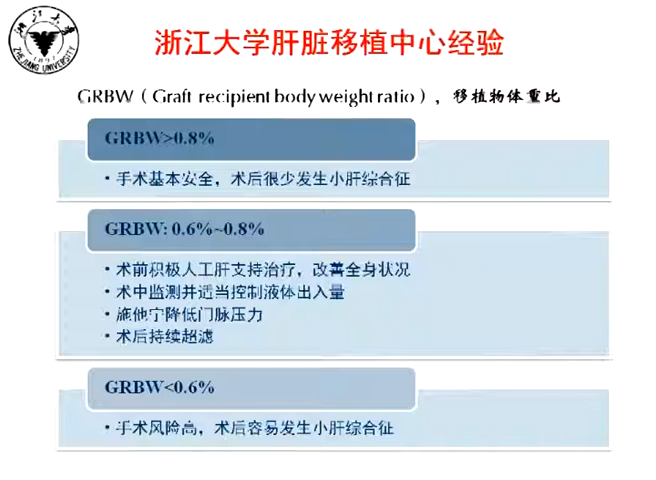 浙江大学肝脏移植中心经验
ZHEJIANG UNIVERSITY
1897
GRBW（Graft recipient body weight ratio），移植物体重比
GRBW>0.8%
• 手术基本安全，术后很少发生小肝综合征
GRBW: 0.6%~0.8%
• 术前积极人工肝支持治疗，改善全身状况
• 术中监测并适当控制液体出入量
• 施他宁降低门脉压力
• 术后持续超滤
GRBW<0.6%
• 手术风险高，术后容易发生小肝综合征